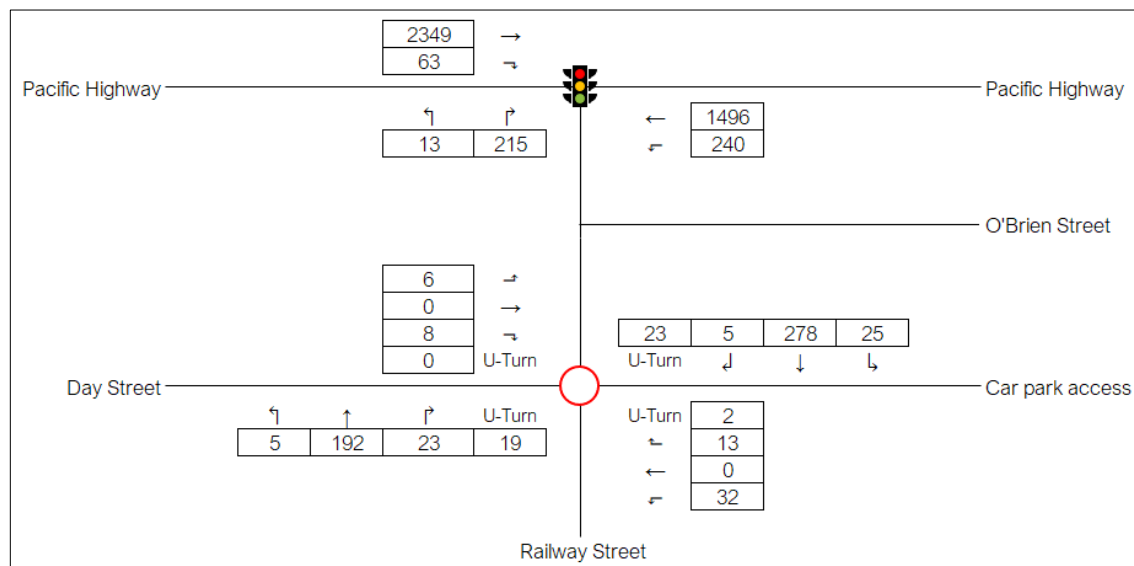 2349 →
63 ⬎
Pacific Highway
Pacific Highway
↰ ↱
13 215
← 1496
⬐ 240
O'Brien Street
6 ⬏
0 →
8 ⬎
0 U-Turn
23 5 278 25
U-Turn ↲ ↓ ↳
Day Street
Car park access
↰ ↑ ↱ U-Turn
5 192 23 19
U-Turn 2
⬑ 13
← 0
⬐ 32
Railway Street